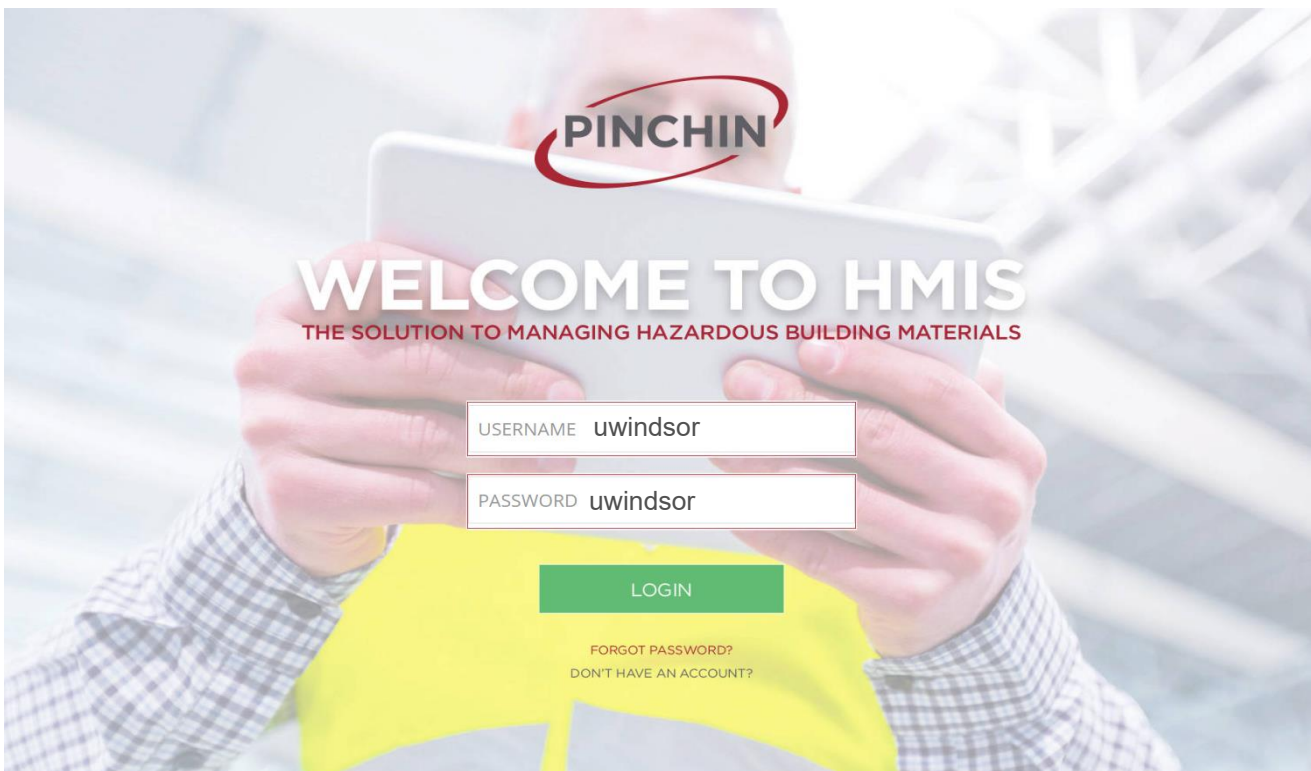 PINCHIN
WELCOME TO HMIS
THE SOLUTION TO MANAGING HAZARDOUS BUILDING MATERIALS
USERNAME uwindsor
PASSWORD uwindsor
LOGIN
FORGOT PASSWORD?
DON'T HAVE AN ACCOUNT?